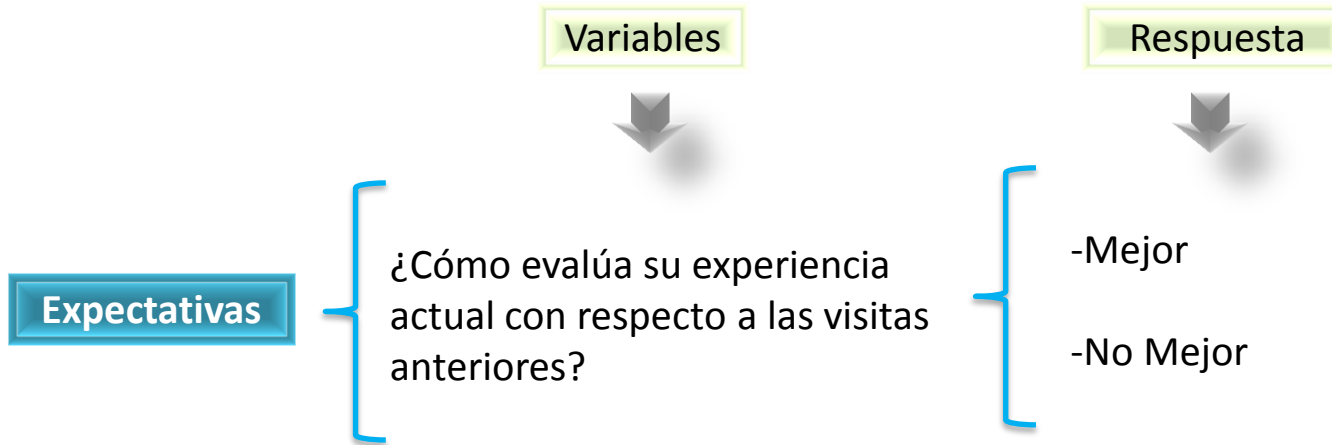 Variables
Respuesta
Expectativas
¿Cómo evalúa su experiencia
actual con respecto a las visitas
anteriores?
-Mejor
-No Mejor